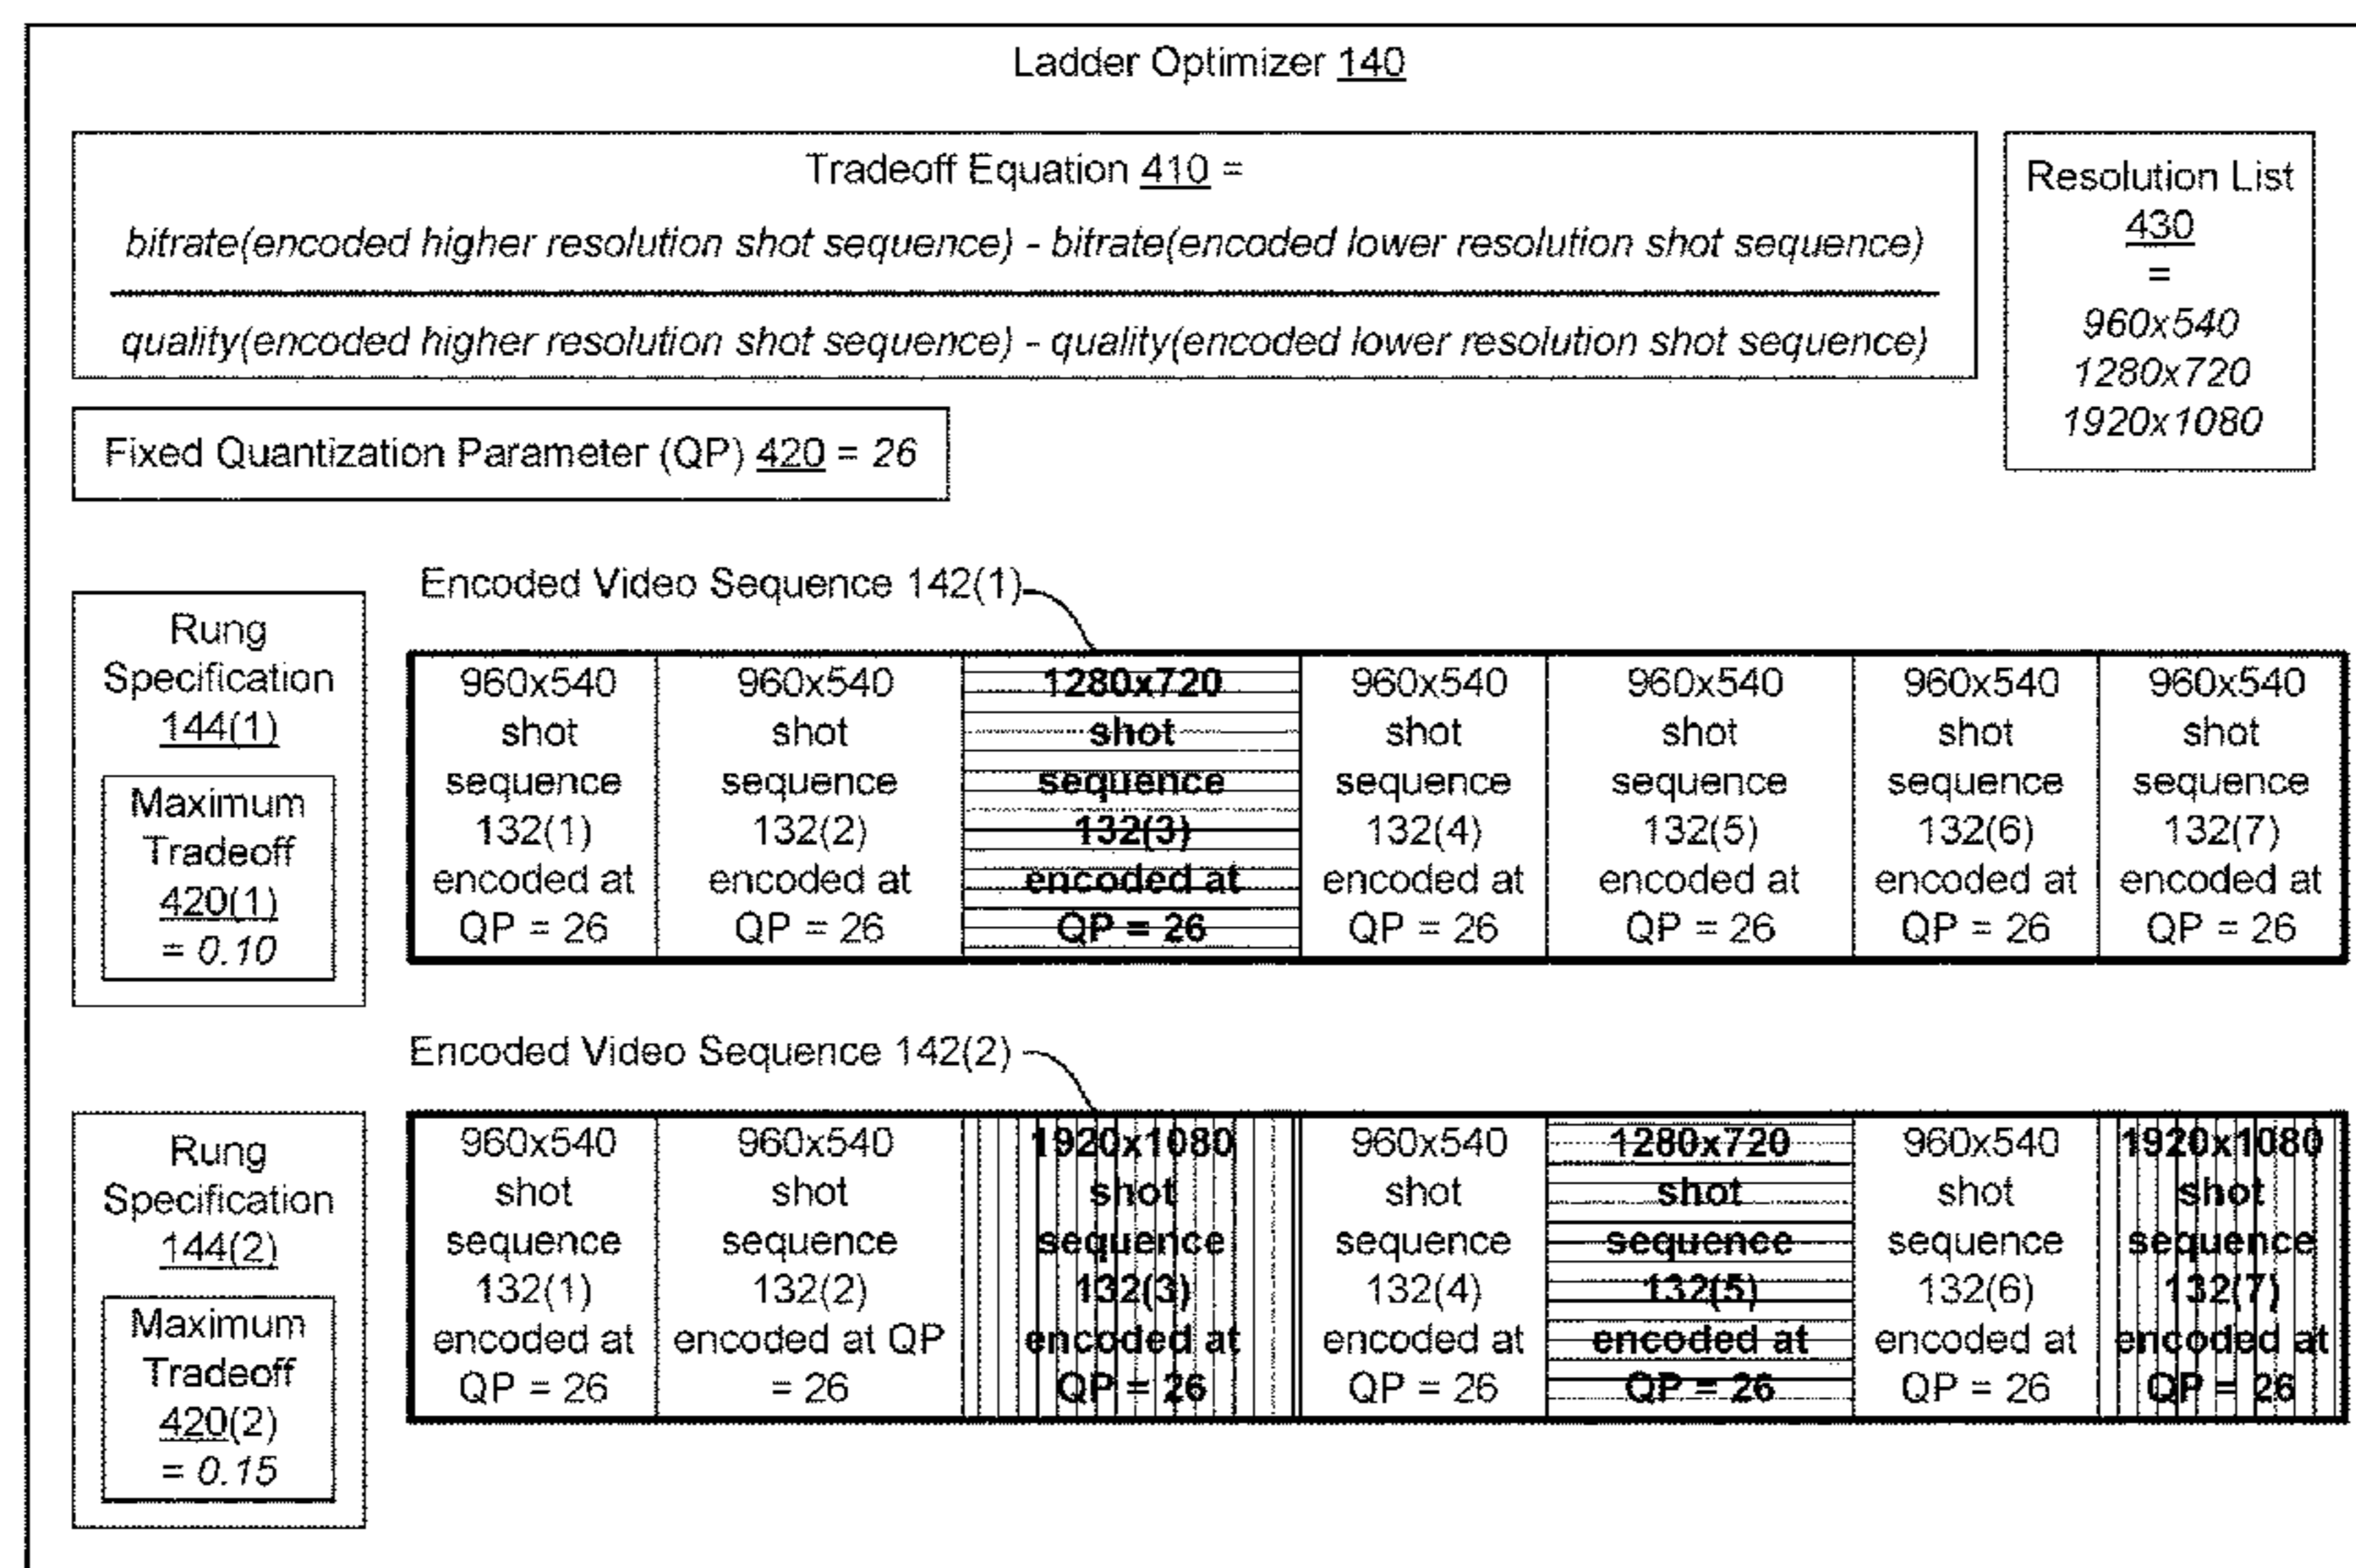 Ladder Optimizer 140
Tradeoff Equation 410 =
bitrate(encoded higher resolution shot sequence) - bitrate(encoded lower resolution shot sequence)
quality(encoded higher resolution shot sequence) - quality(encoded lower resolution shot sequence)
Resolution List
430
=
960x540
1280x720
1920x1080
Fixed Quantization Parameter (QP) 420 = 26
Encoded Video Sequence 142(1)
Rung
Specification
144(1)
Maximum
Tradeoff
420(1)
= 0.10
960x540
shot
sequence
132(1)
encoded at
QP = 26
960x540
shot
sequence
132(2)
encoded at
QP = 26
1280x720
shot
sequence
132(3)
encoded at
QP = 26
960x540
shot
sequence
132(4)
encoded at
QP = 26
960x540
shot
sequence
132(5)
encoded at
QP = 26
960x540
shot
sequence
132(6)
encoded at
QP = 26
960x540
shot
sequence
132(7)
encoded at
QP = 26
Encoded Video Sequence 142(2)
Rung
Specification
144(2)
Maximum
Tradeoff
420(2)
= 0.15
960x540
shot
sequence
132(1)
encoded at
QP = 26
960x540
shot
sequence
132(2)
encoded at QP
= 26
1920x1080
shot
sequence
132(3)
encoded at
QP = 26
960x540
shot
sequence
132(4)
encoded at
QP = 26
1280x720
shot
sequence
132(5)
encoded at
QP = 26
960x540
shot
sequence
132(6)
encoded at
QP = 26
1920x1080
shot
sequence
132(7)
encoded at
QP = 26